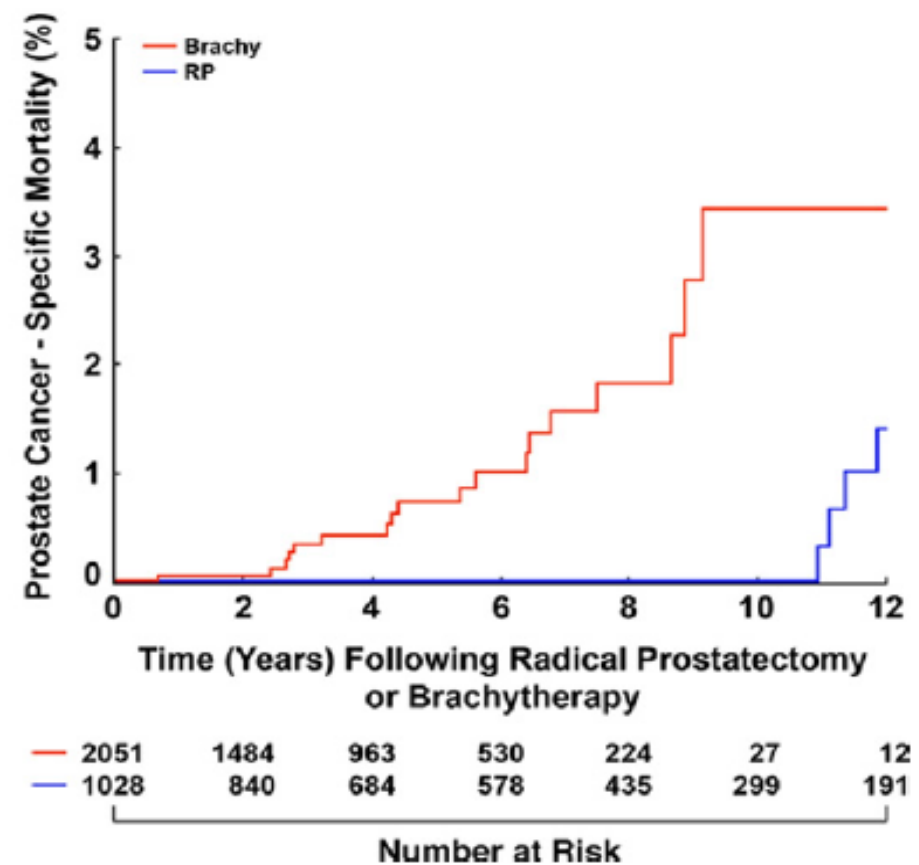 Prostate Cancer - Specific Mortality (%)
5
4
3
2
1
0
Brachy
RP
0 2 4 6 8 10 12
Time (Years) Following Radical Prostatectomy
or Brachytherapy
2051 1484 963 530 224 27 12
1028 840 684 578 435 299 191
Number at Risk